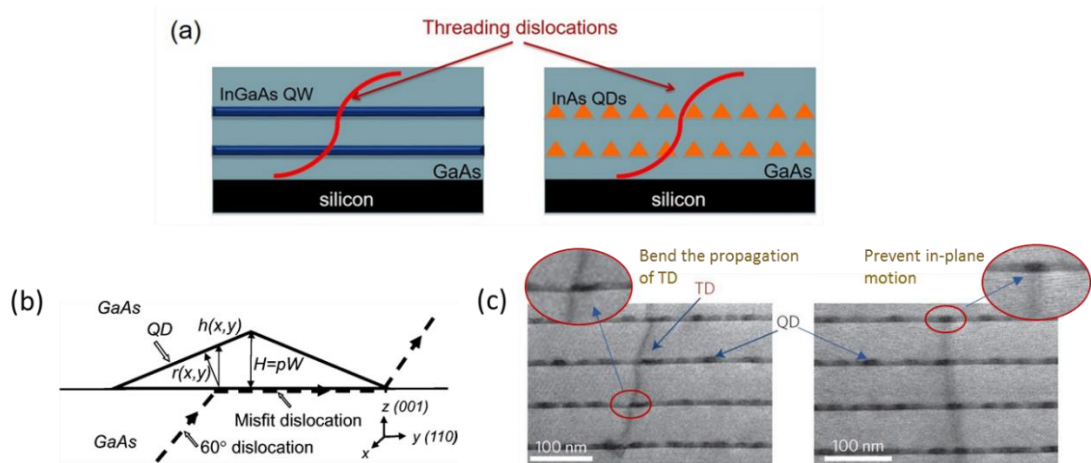 (a)
Threading dislocations
InGaAs QW
GaAs
silicon
InAs QDs
GaAs
silicon
(b)
GaAs
QD
h(x,y)
r(x,y)
H=pW
Misfit dislocation
GaAs
60° dislocation
z (001)
y (110)
x
(c)
Bend the propagation
of TD
TD
QD
100 nm
Prevent in-plane
motion
100 nm